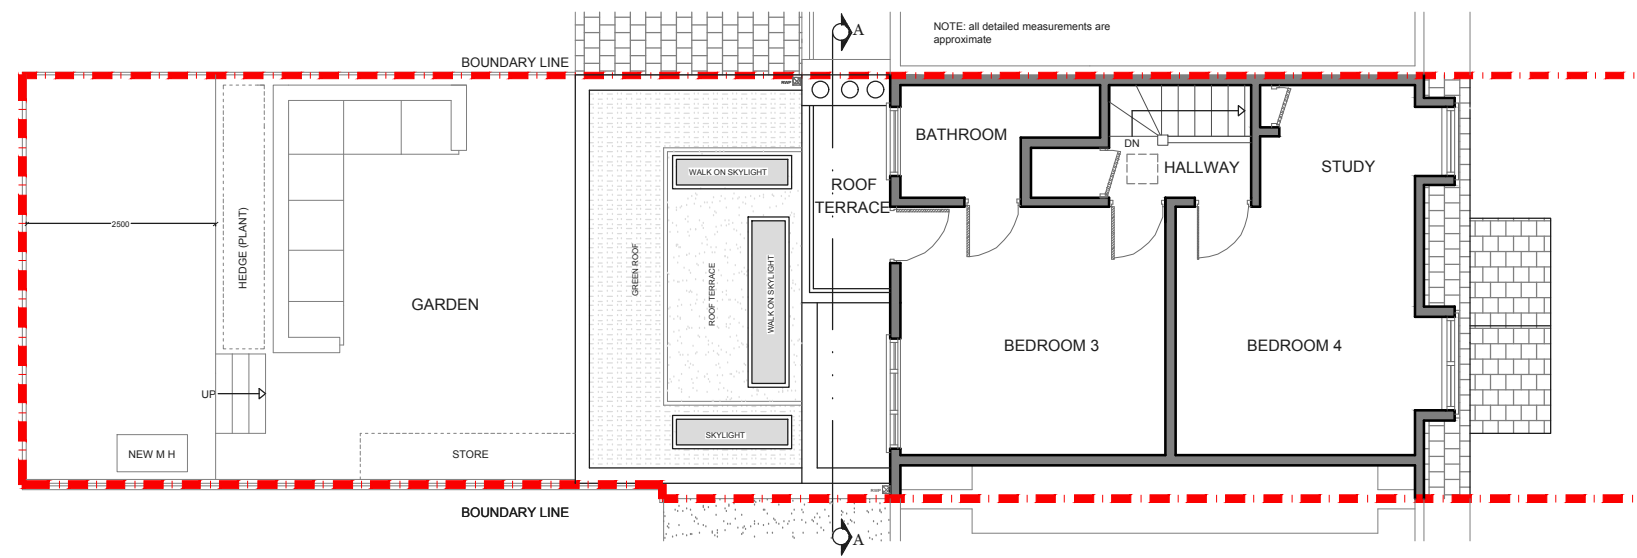 NOTE: all detailed measurements are
approximate
A
BOUNDARY LINE
RWP
BATHROOM
DN
HALLWAY
STUDY
WALK ON SKYLIGHT
ROOF
TERRACE
2500
HEDGE (PLANT)
GREEN ROOF
ROOF TERRACE
WALK ON SKYLIGHT
GARDEN
BEDROOM 3
BEDROOM 4
UP
SKYLIGHT
NEW M H
STORE
RWP
BOUNDARY LINE
A